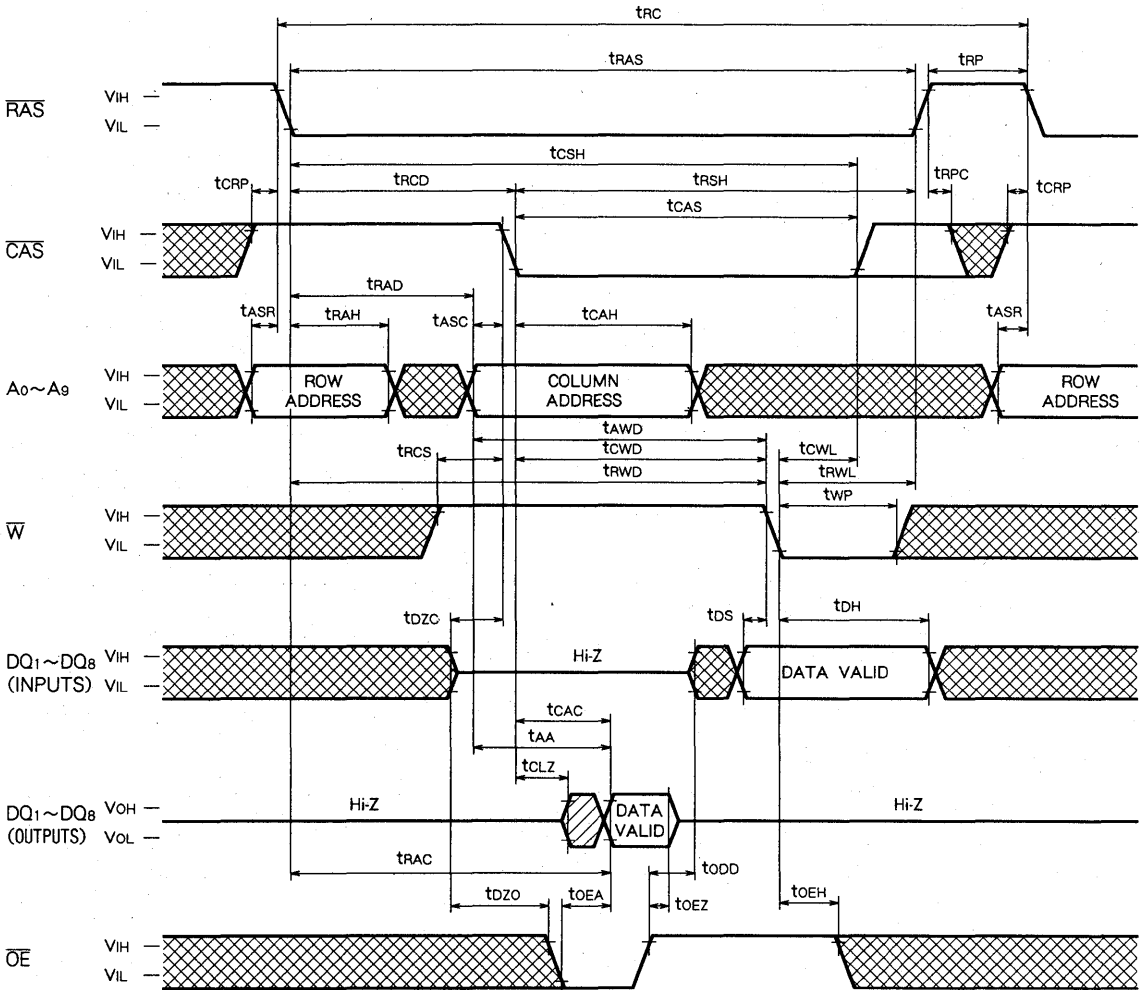 tRC
tRAS
tRP
RAS
VIH
VIL
tCSH
tCRP
tRCD
tRSH
tRPC
tCRP
tCAS
CAS
VIH
VIL
tRAD
tASR
tRAH
tASC
tCAH
tASR
A0~A9
VIH
VIL
ROW ADDRESS
COLUMN ADDRESS
ROW ADDRESS
tAWD
tRCS
tCWD
tCWL
tRWD
tRWL
tWP
W
VIH
VIL
tDZC
tDS
tDH
DQ1~DQ8
(INPUTS)
VIH
VIL
Hi-Z
DATA VALID
tCAC
tAA
tCLZ
DQ1~DQ8
(OUTPUTS)
VOH
VOL
Hi-Z
DATA VALID
Hi-Z
tRAC
tODD
tDZO
tOEA
tOEZ
tOEH
OE
VIH
VIL